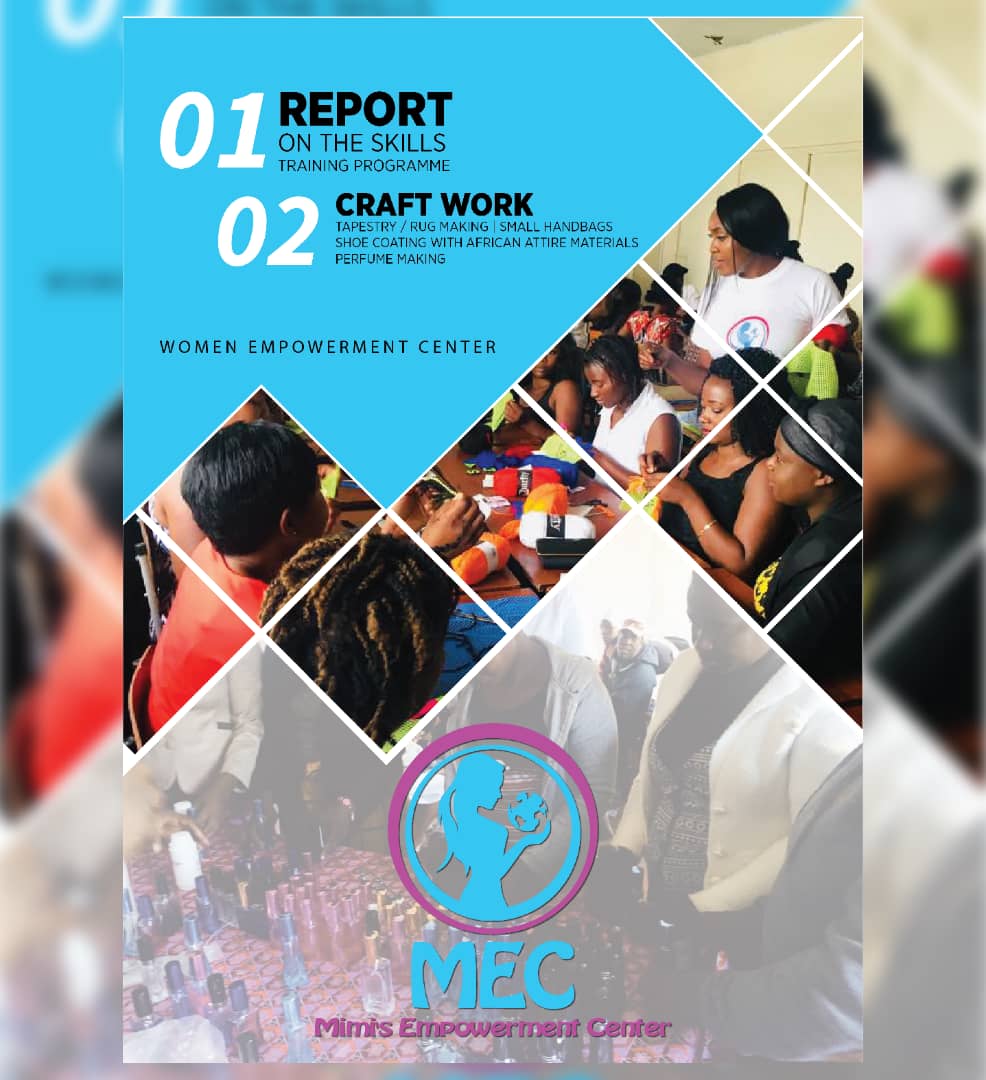 01 REPORT
ON THE SKILLS
TRAINING PROGRAMME
02 CRAFT WORK
TAPESTRY / RUG MAKING | SMALL HANDBAGS
SHOE COATING WITH AFRICAN ATTIRE MATERIALS
PERFUME MAKING
WOMEN EMPOWERMENT CENTER
MEC
Mimi's Empowerment Center